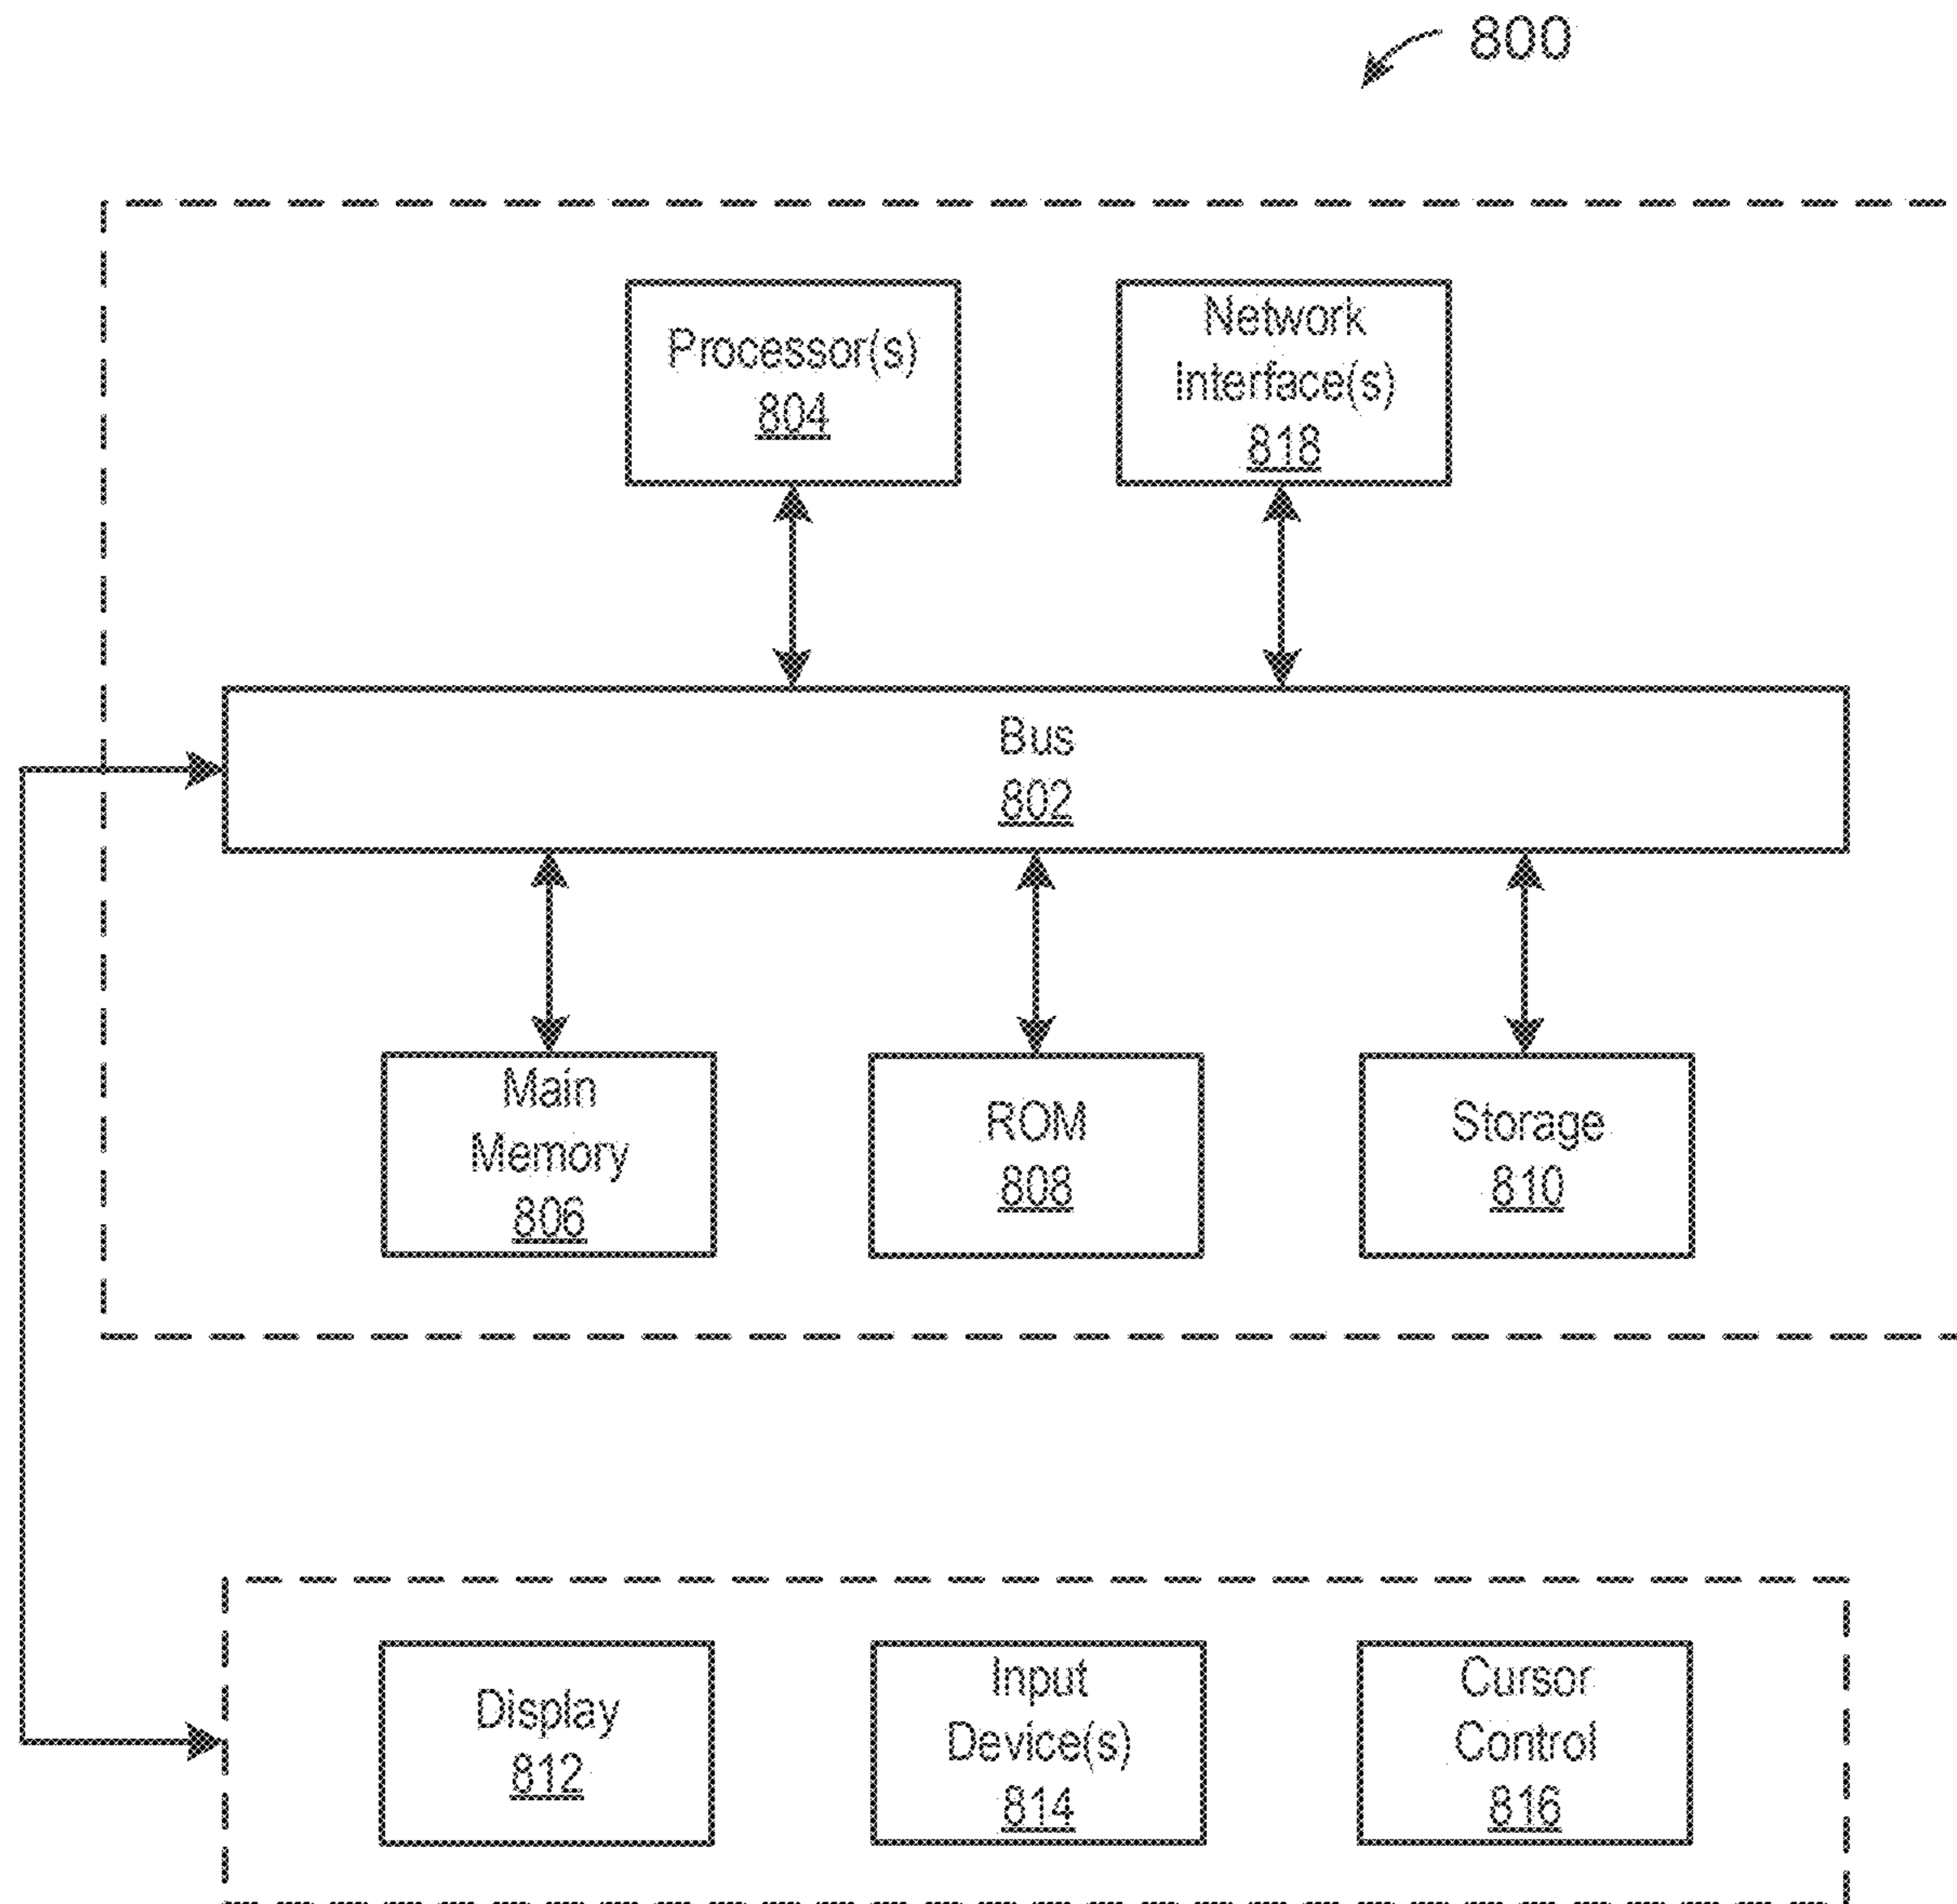 800
Processor(s)
804
Network
Interface(s)
818
Bus
802
Main
Memory
806
ROM
808
Storage
810
Display
812
Input
Device(s)
814
Cursor
Control
816